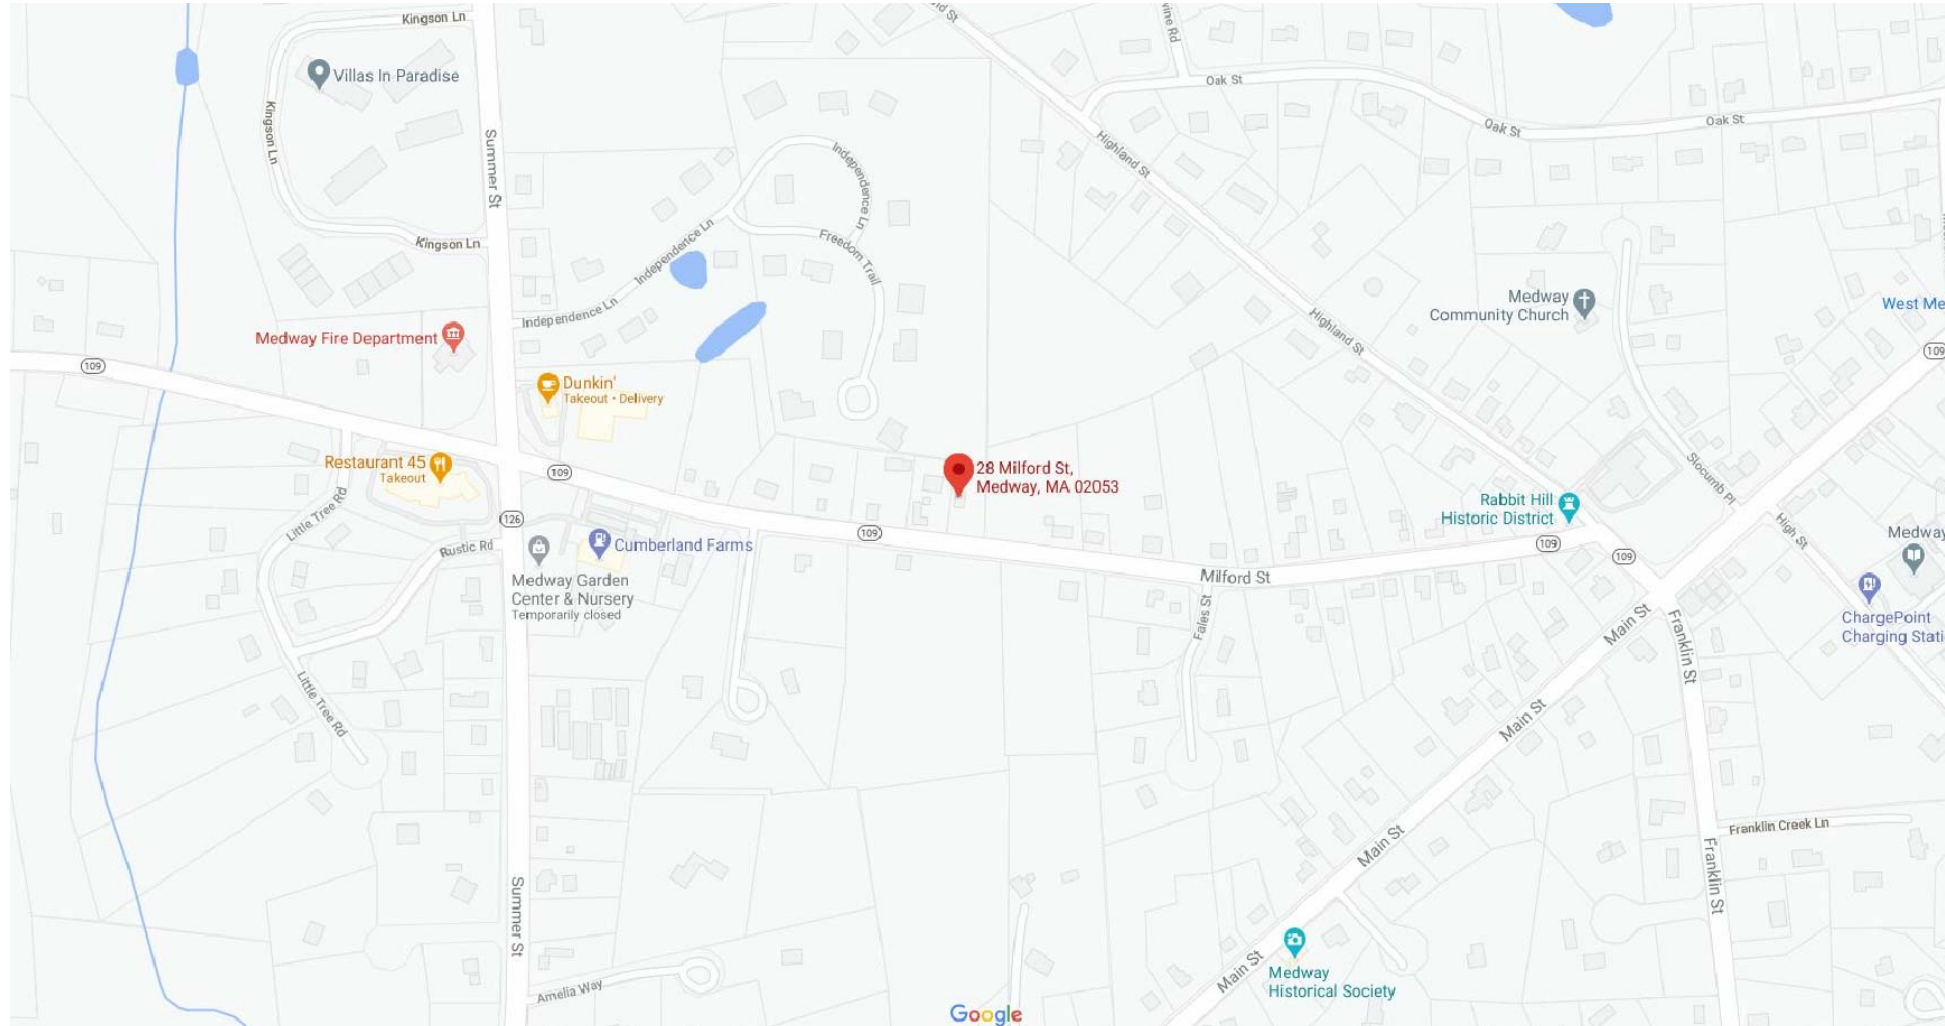 Kingson Ln
Villas In Paradise
Kingson Ln
Summer St
Kingson Ln
Oak St
Oak St
Oak St
Highland St
Independence Ln
Independence Ln
Freedom Trail
Independence Ln
Highland St
Medway
Community Church
West Me
Medway Fire Department
109
109
Dunkin'
Takeout • Delivery
Restaurant 45
Takeout
109
28 Milford St,
Medway, MA 02053
Slocumb Pl
Rabbit Hill
Historic District
Little Tree Rd
126
Rustic Rd
Cumberland Farms
109
109
109
High St
Medway
Medway Garden
Center & Nursery
Temporarily closed
Milford St
Fales St
Main St
Franklin St
ChargePoint
Charging Stati
Little Tree Rd
Main St
Main St
Franklin Creek Ln
Franklin St
Summer St
Main St
Medway
Historical Society
Amelia Way
Google